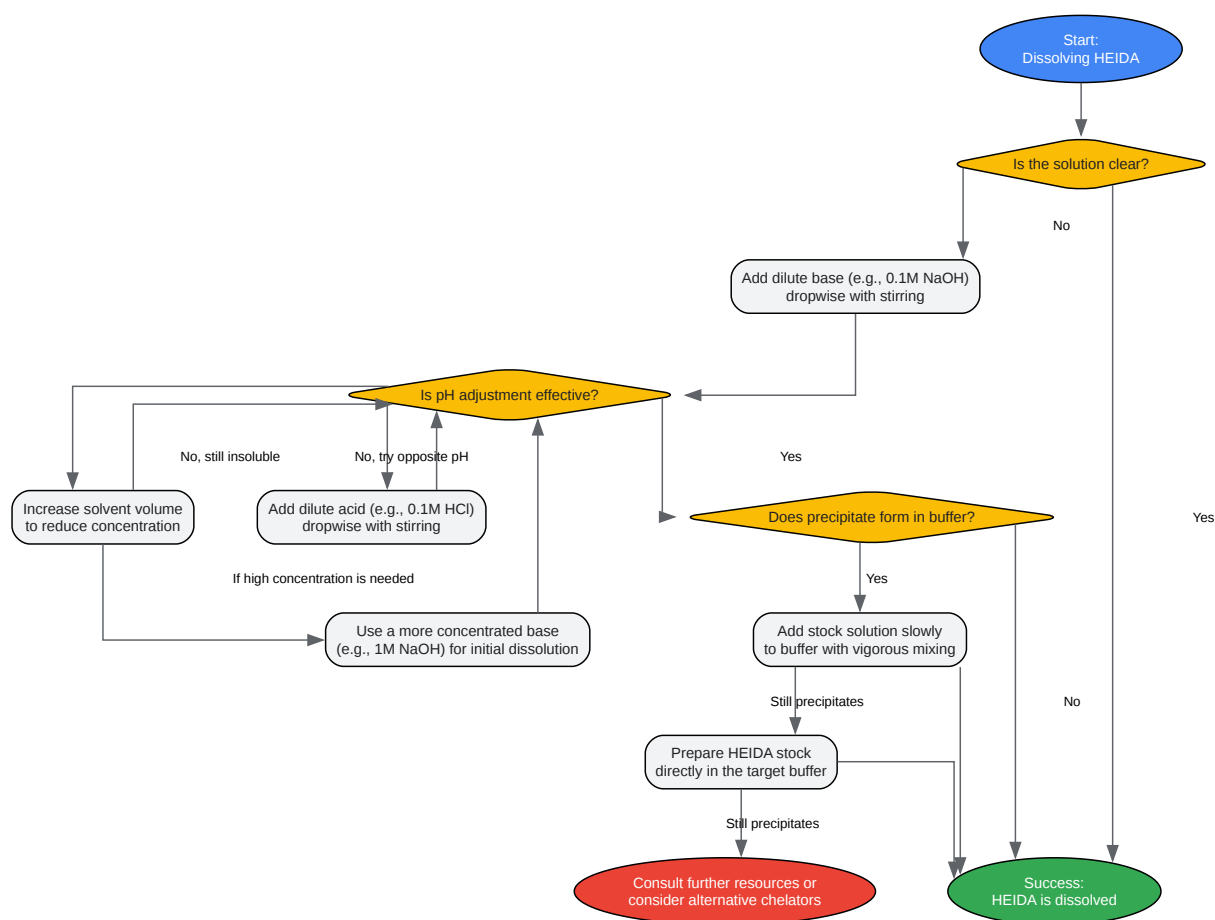 Start:
Dissolving HEIDA
Is the solution clear?
No
Add dilute base (e.g., 0.1M NaOH)
dropwise with stirring
Is pH adjustment effective?
No, still insoluble
No, try opposite pH
Yes
Increase solvent volume
to reduce concentration
Add dilute acid (e.g., 0.1M HCl)
dropwise with stirring
Does precipitate form in buffer?
Yes
If high concentration is needed
Yes
Use a more concentrated base
(e.g., 1M NaOH) for initial dissolution
Add stock solution slowly
to buffer with vigorous mixing
Still precipitates
No
Prepare HEIDA stock
directly in the target buffer
Still precipitates
Consult further resources or
consider alternative chelators
Success:
HEIDA is dissolved